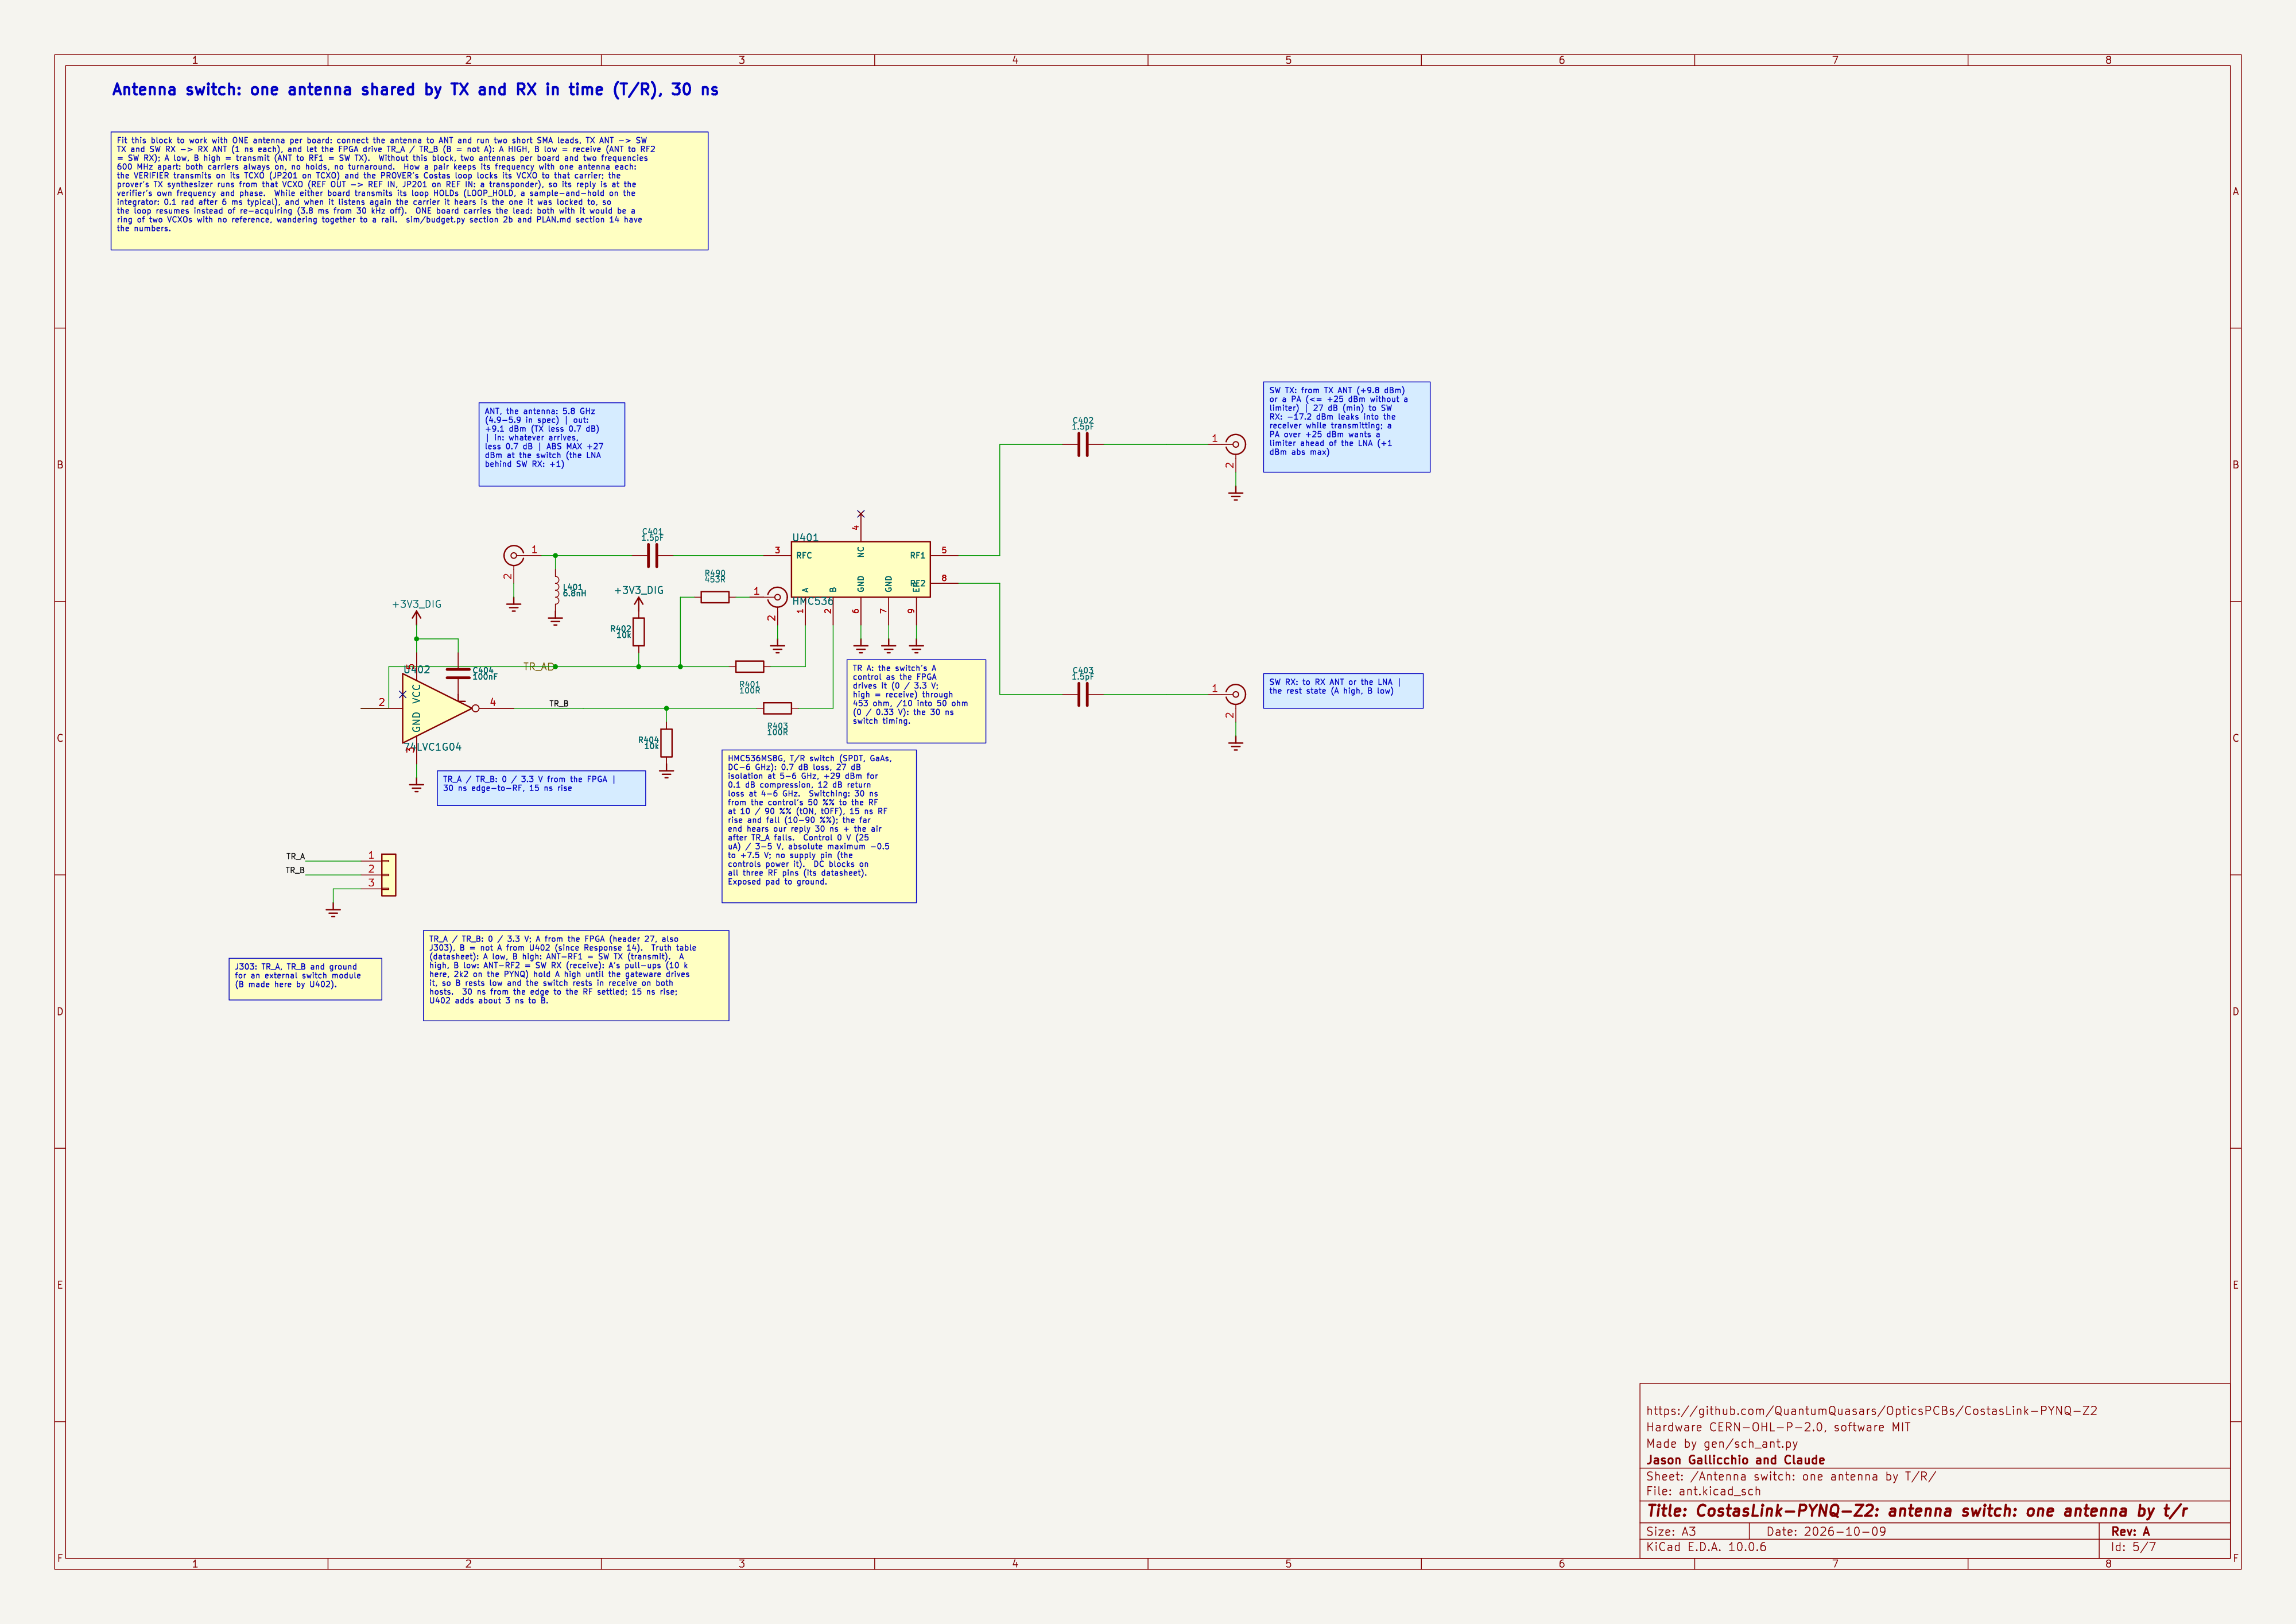 Antenna switch: one antenna shared by TX and RX in time (T/R), 30 ns
Fit this block to work with ONE antenna per board: connect the antenna to ANT and run two short SMA leads, TX ANT -> SW
TX and SW RX -> RX ANT (1 ns each), and let the FPGA drive TR_A / TR_B (B = not A): A HIGH, B low = receive (ANT to RF2
= SW RX); A low, B high = transmit (ANT to RF1 = SW TX).  Without this block, two antennas per board and two frequencies
600 MHz apart: both carriers always on, no holds, no turnaround.  How a pair keeps its frequency with one antenna each:
the VERIFIER transmits on its TCXO (JP201 on TCXO) and the PROVER's Costas loop locks its VCXO to that carrier; the
prover's TX synthesizer runs from that VCXO (REF OUT -> REF IN, JP201 on REF IN: a transponder), so its reply is at the
verifier's own frequency and phase.  While either board transmits its loop HOLDs (LOOP_HOLD, a sample-and-hold on the
integrator: 0.1 rad after 6 ms typical), and when it listens again the carrier it hears is the one it was locked to, so
the loop resumes instead of re-acquiring (3.8 ms from 30 kHz off).  ONE board carries the lead: both with it would be a
ring of two VCXOs with no reference, wandering together to a rail.  sim/budget.py section 2b and PLAN.md section 14 have
the numbers.
SW TX: from TX ANT (+9.8 dBm)
or a PA (<= +25 dBm without a
limiter) | 27 dB (min) to SW
RX: -17.2 dBm leaks into the
receiver while transmitting; a
PA over +25 dBm wants a
limiter ahead of the LNA (+1
dBm abs max)
ANT, the antenna: 5.8 GHz
(4.9-5.9 in spec) | out:
+9.1 dBm (TX less 0.7 dB)
| in: whatever arrives,
less 0.7 dB | ABS MAX +27
dBm at the switch (the LNA
behind SW RX: +1)
C402
1.5pF
1
2
C401
1.5pF
1
2
L401
6.8nH
U401
HMC536
3
RFC
4
NC
RF1
5
RF2
8
A
B
GND
GND
EP
1
2
6
7
9
R490
453R
1
2
+3V3_DIG
R402
10k
+3V3_DIG
TR_AD
C404
100nF
U402
5
VCC
GND
3
2
4
74LVC1G04
TR_B
R401
100R
R403
100R
R404
10k
C403
1.5pF
1
2
SW RX: to RX ANT or the LNA |
the rest state (A high, B low)
TR A: the switch's A
control as the FPGA
drives it (0 / 3.3 V;
high = receive) through
453 ohm, /10 into 50 ohm
(0 / 0.33 V): the 30 ns
switch timing.
TR_A / TR_B: 0 / 3.3 V from the FPGA |
30 ns edge-to-RF, 15 ns rise
HMC536MS8G, T/R switch (SPDT, GaAs,
DC-6 GHz): 0.7 dB loss, 27 dB
isolation at 5-6 GHz, +29 dBm for
0.1 dB compression, 12 dB return
loss at 4-6 GHz.  Switching: 30 ns
from the control's 50 %% to the RF
at 10 / 90 %% (tON, tOFF), 15 ns RF
rise and fall (10-90 %%); the far
end hears our reply 30 ns + the air
after TR_A falls.  Control 0 V (25
uA) / 3-5 V, absolute maximum -0.5
to +7.5 V; no supply pin (the
controls power it).  DC blocks on
all three RF pins (its datasheet).
Exposed pad to ground.
TR_A
TR_B
1
2
3
TR_A / TR_B: 0 / 3.3 V; A from the FPGA (header 27, also
J303), B = not A from U402 (since Response 14).  Truth table
(datasheet): A low, B high: ANT-RF1 = SW TX (transmit).  A
high, B low: ANT-RF2 = SW RX (receive): A's pull-ups (10 k
here, 2k2 on the PYNQ) hold A high until the gateware drives
it, so B rests low and the switch rests in receive on both
hosts.  30 ns from the edge to the RF settled; 15 ns rise;
U402 adds about 3 ns to B.
J303: TR_A, TR_B and ground
for an external switch module
(B made here by U402).
https://github.com/QuantumQuasars/OpticsPCBs/CostasLink-PYNQ-Z2
Hardware CERN-OHL-P-2.0, software MIT
Made by gen/sch_ant.py
Jason Gallicchio and Claude
Sheet: /Antenna switch: one antenna by T/R/
File: ant.kicad_sch
Title: CostasLink-PYNQ-Z2: antenna switch: one antenna by t/r
Size: A3
Date: 2026-10-09
Rev: A
KiCad E.D.A. 10.0.6
Id: 5/7
1 2 3 4 5 6 7 8
A B C D E F